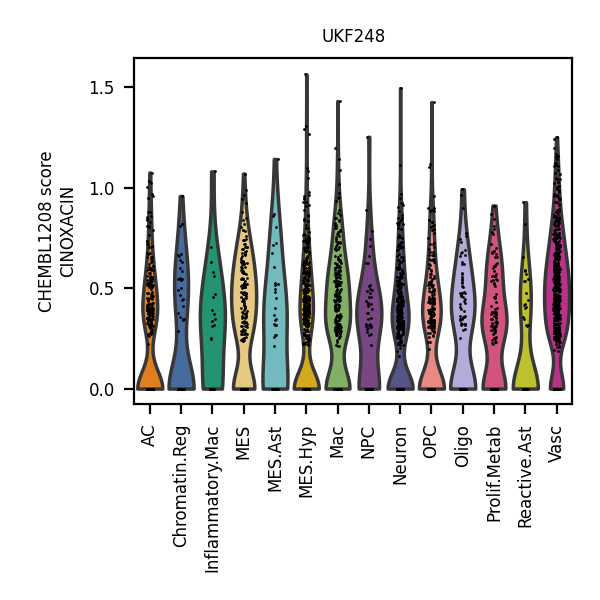 UKF248
CHEMBL1208 score
CINOXACIN
1.5
1.0
0.5
0.0
AC
Chromatin.Reg
Inflammatory.Mac
MES
MES.Ast
MES.Hyp
Mac
NPC
Neuron
OPC
Oligo
Prolif.Metab
Reactive.Ast
Vasc